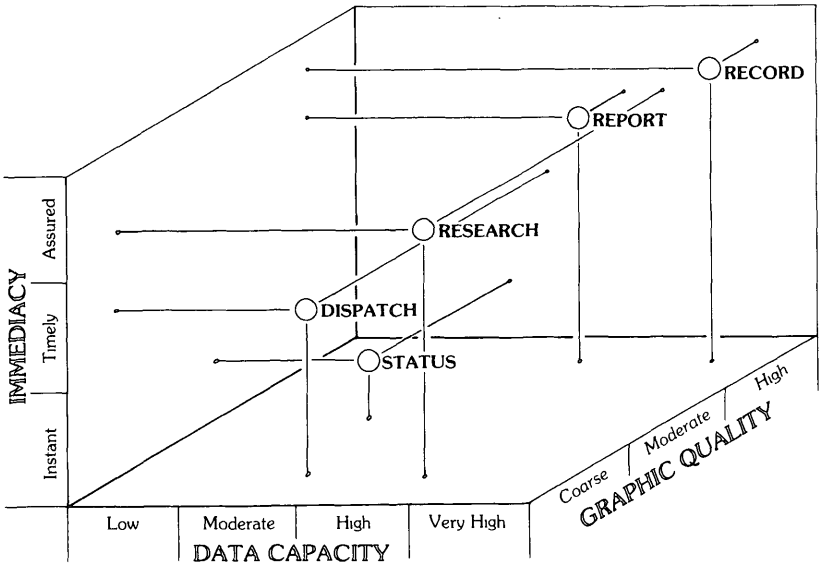 RECORD
REPORT
Assured
RESEARCH
IMMEDIACY
Timely
DISPATCH
STATUS
Instant
High
Moderate
Coarse
GRAPHIC QUALITY
Low
Moderate
High
Very High
DATA CAPACITY